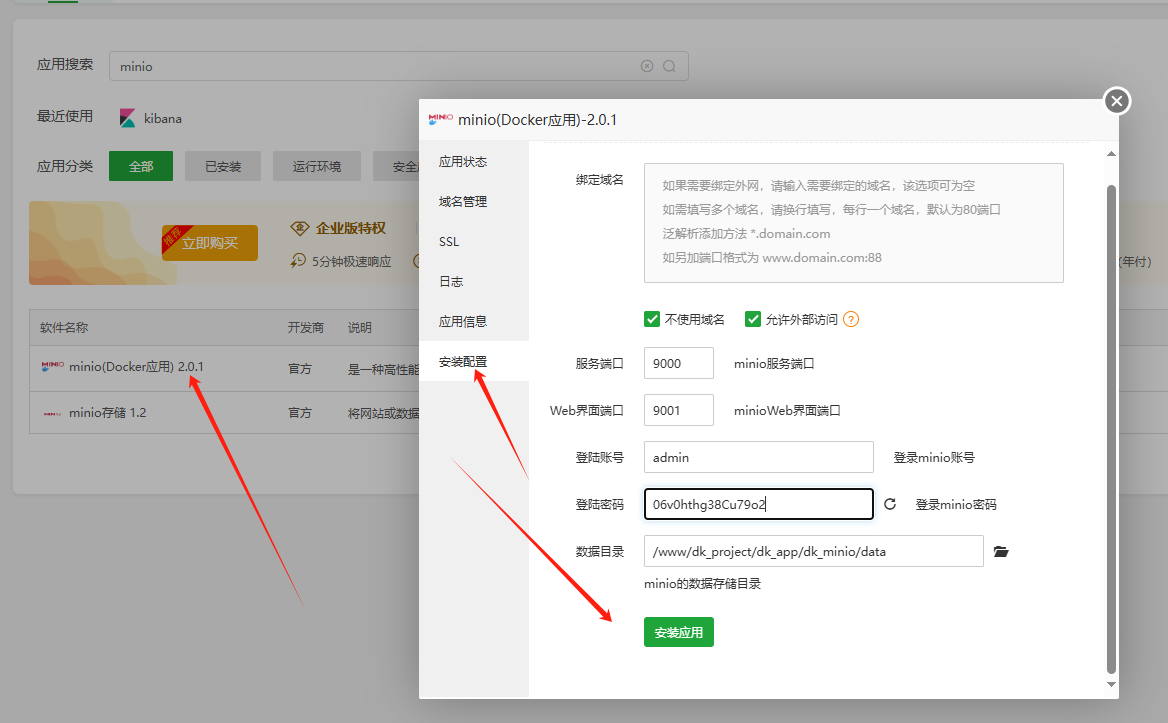 应用搜索
minio
最近使用
kibana
应用分类
全部
已安装
运行环境
推荐
立即购买
企业版特权
5分钟极速响应
年付)
软件名称
开发商
说明
MINIO minio(Docker应用) 2.0.1
官方
是一种高性能
minio存储 1.2
官方
将网站或数据
MINIO minio(Docker应用)-2.0.1
应用状态
域名管理
SSL
日志
应用信息
安装配置
绑定域名
如果需要绑定外网，请输入需要绑定的域名，该选项可为空
如需填写多个域名，请换行填写，每行一个域名，默认为80端口
泛解析添加方法 *.domain.com
如另加端口格式为 www.domain.com:88
不使用域名 允许外部访问 ?
服务端口 9000 minio服务端口
Web界面端口 9001 minioWeb界面端口
登陆账号 admin 登录minio账号
登陆密码 06v0hthg38Cu79o2 登录minio密码
数据目录 /www/dk_project/dk_app/dk_minio/data
minio的数据存储目录
安装应用